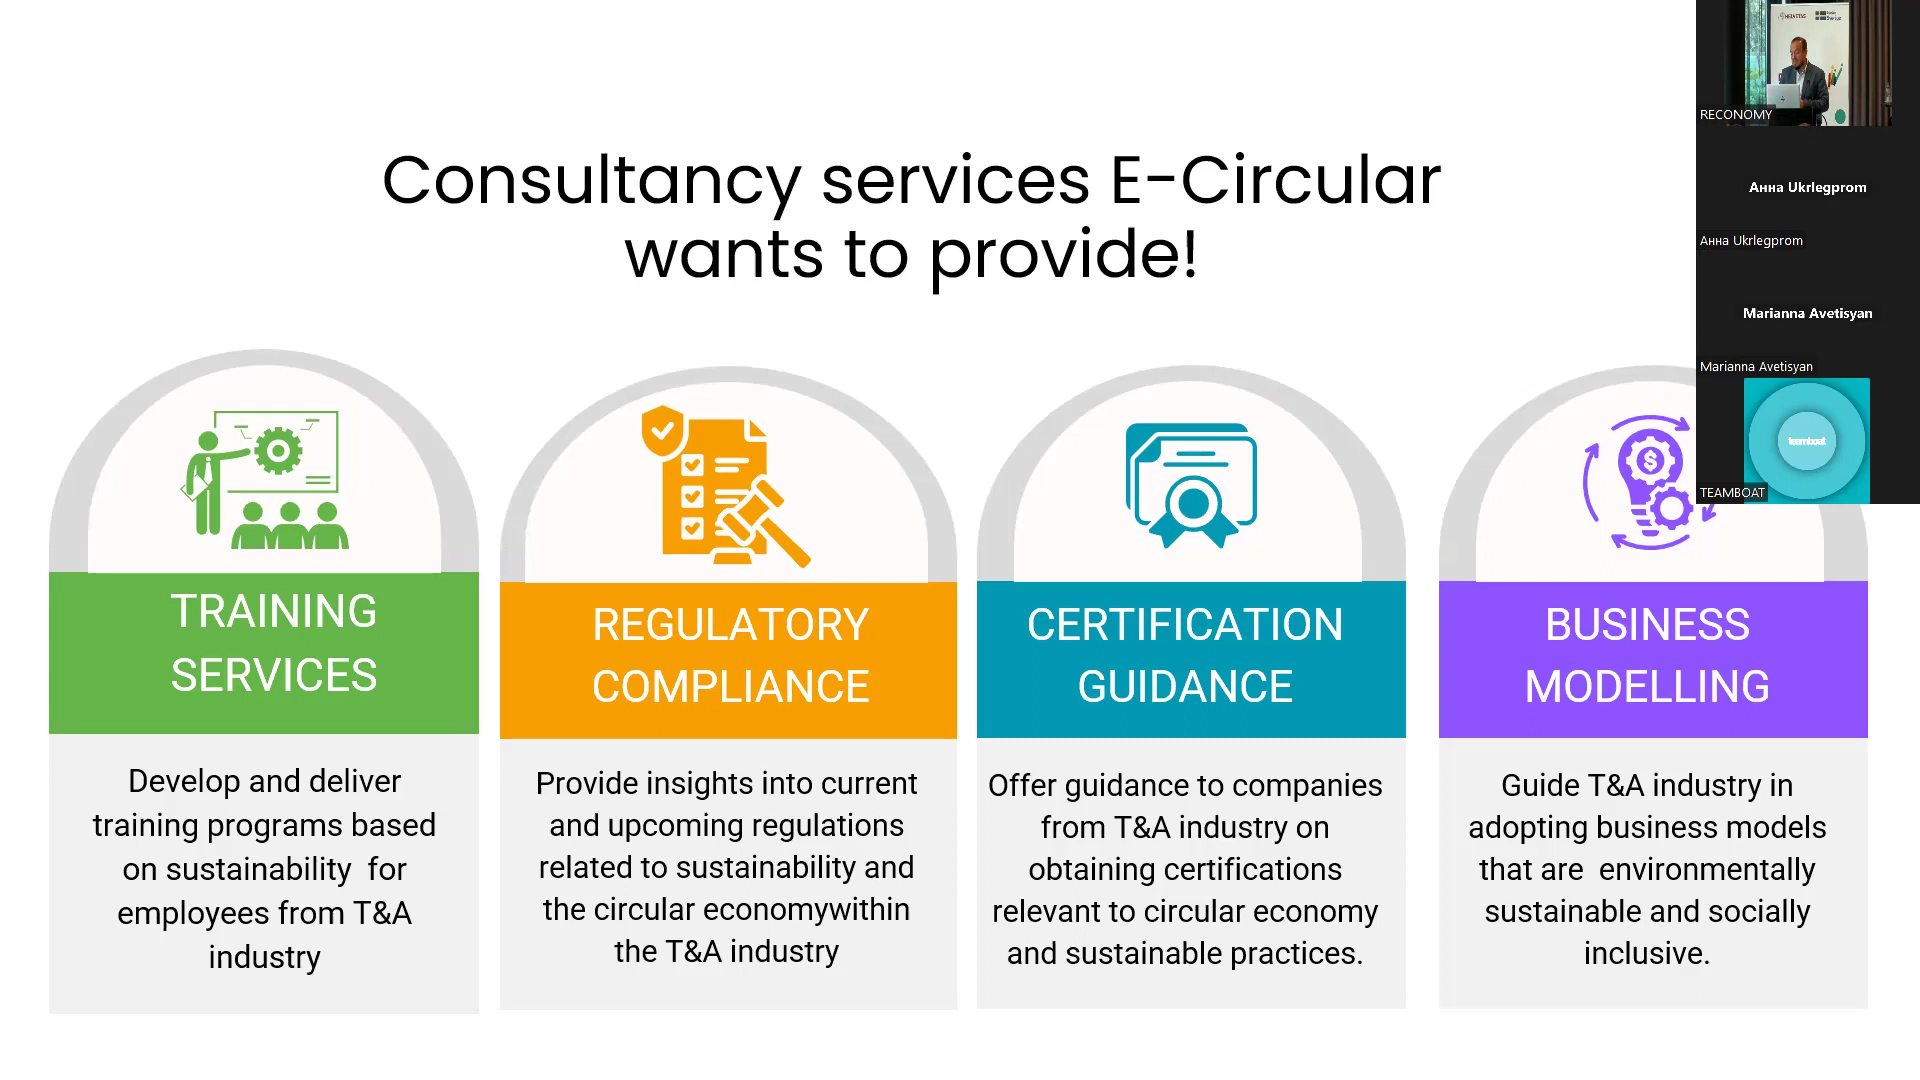 Consultancy services E-Circular
wants to provide!
TRAINING
SERVICES
Develop and deliver
training programs based
on sustainability for
employees from T&A
industry
REGULATORY
COMPLIANCE
Provide insights into current
and upcoming regulations
related to sustainability and
the circular economywithin
the T&A industry
CERTIFICATION
GUIDANCE
Offer guidance to companies
from T&A industry on
obtaining certifications
relevant to circular economy
and sustainable practices.
BUSINESS
MODELLING
Guide T&A industry in
adopting business models
that are environmentally
sustainable and socially
inclusive.
HELVETAS
RECONOMY
Анна Ukrlegprom
Анна Ukrlegprom
Marianna Avetisyan
Marianna Avetisyan
teamboat
TEAMBOAT